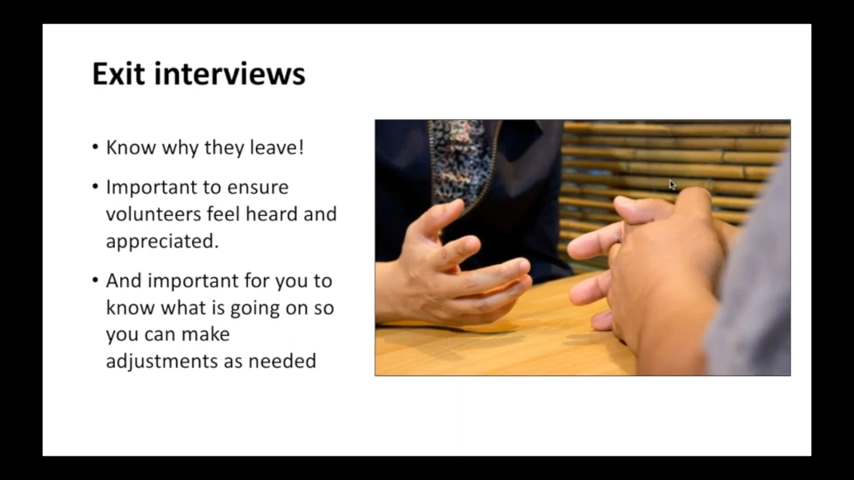 Exit interviews
• Know why they leave!
• Important to ensure
volunteers feel heard and
appreciated.
• And important for you to
know what is going on so
you can make
adjustments as needed